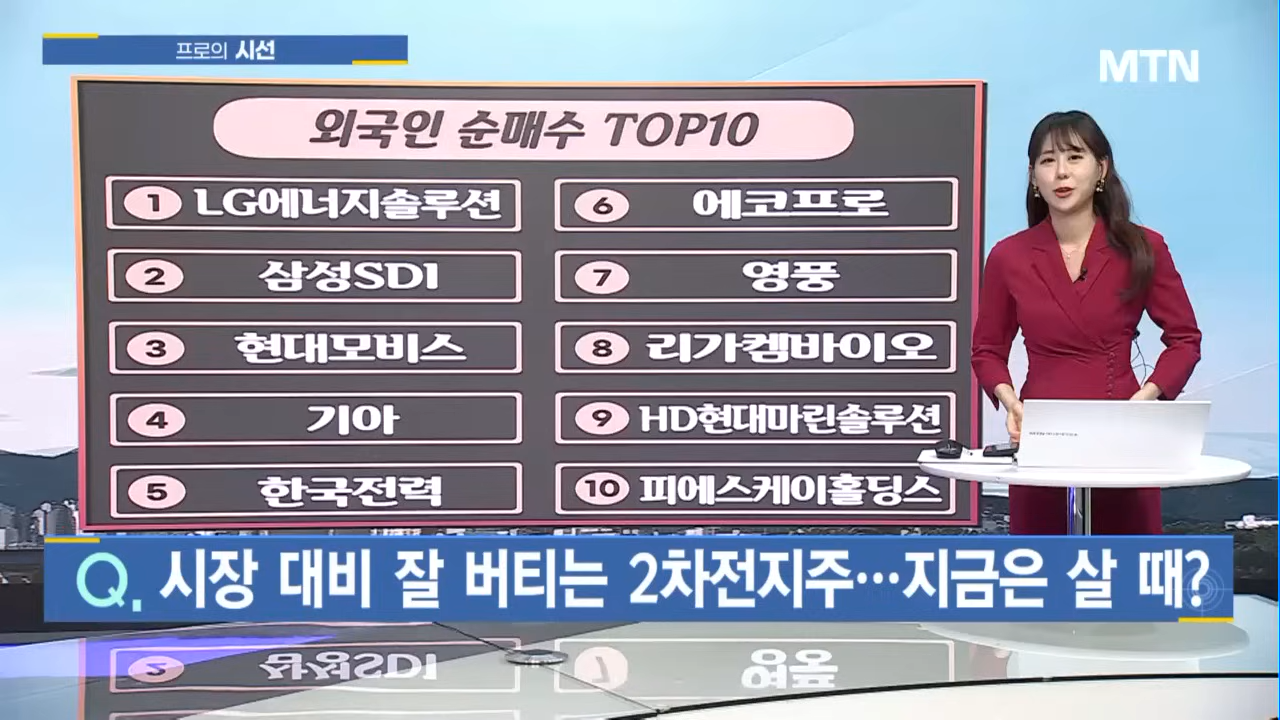 프로의 시선
MTN
외국인 순매수 TOP10
1 LG에너지솔루션
2 삼성SDI
3 현대모비스
4 기아
5 한국전력
6 에코프로
7 영풍
8 리가켐바이오
9 HD현대마린솔루션
10 피에스케이홀딩스
Q. 시장 대비 잘 버티는 2차전지주…지금은 살 때?